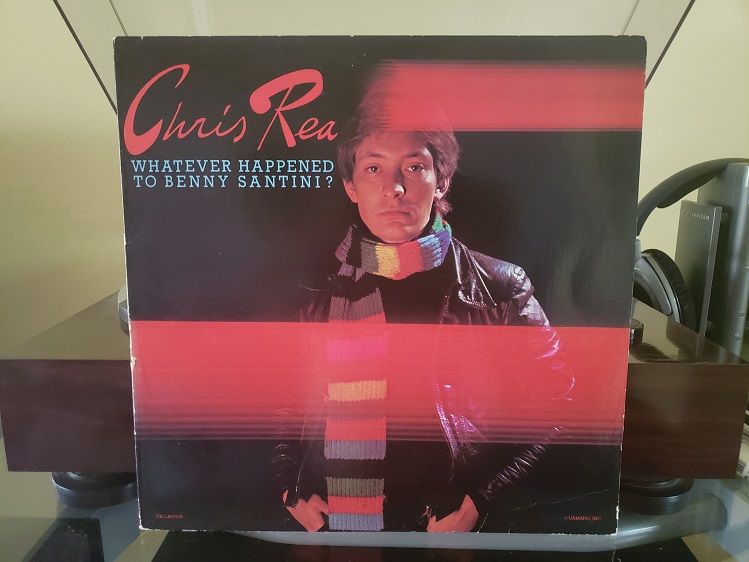 Chris Rea
WHATEVER HAPPENED
TO BENNY SANTINI?